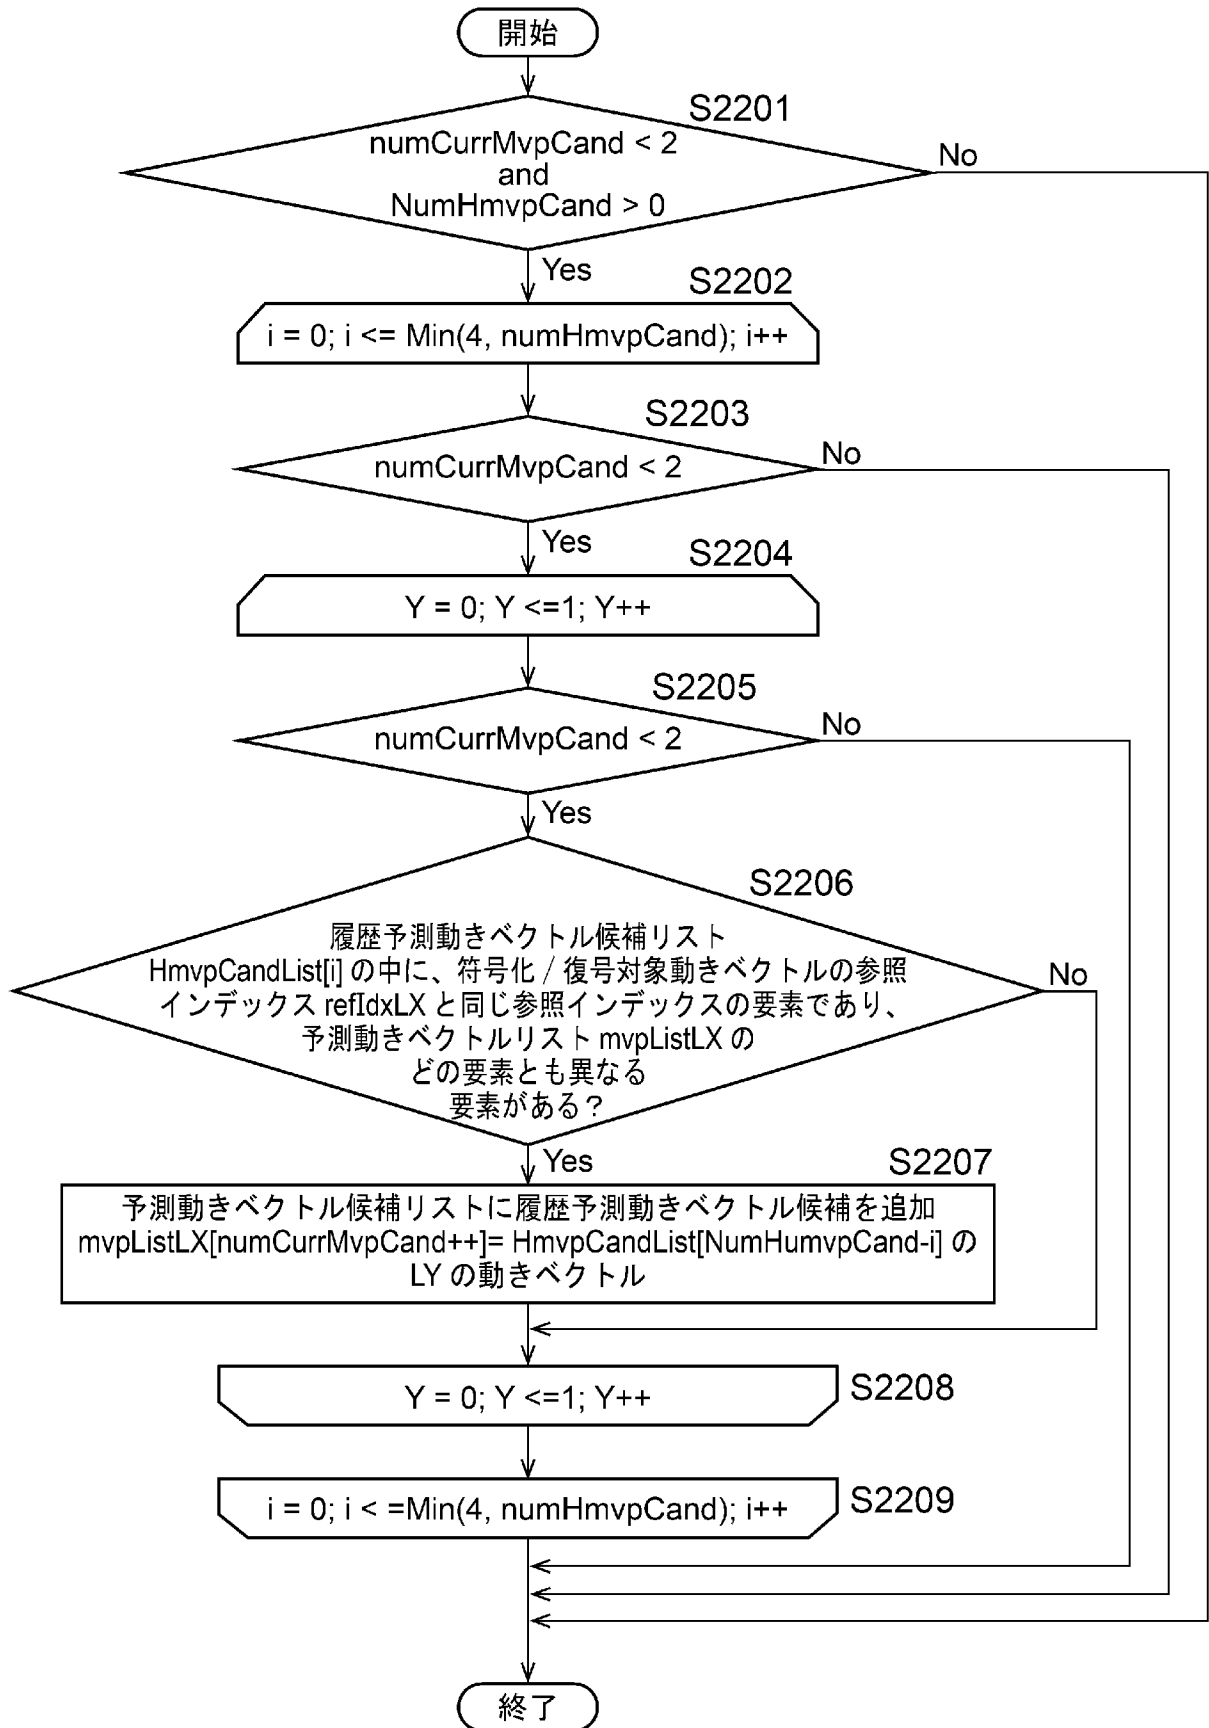 開始
S2201
numCurrMvpCand < 2
and
NumHmvpCand > 0
No
Yes
S2202
i = 0; i <= Min(4, numHmvpCand); i++
S2203
numCurrMvpCand < 2
No
Yes
S2204
Y = 0; Y <=1; Y++
S2205
numCurrMvpCand < 2
No
Yes
S2206
履歴予測動きベクトル候補リスト
HmvpCandList[i] の中に、符号化 / 復号対象動きベクトルの参照
インデックス refIdxLX と同じ参照インデックスの要素であり、
予測動きベクトルリスト mvpListLX の
どの要素とも異なる
要素がある？
No
Yes
S2207
予測動きベクトル候補リストに履歴予測動きベクトル候補を追加
mvpListLX[numCurrMvpCand++]= HmvpCandList[NumHumvpCand-i] の
LY の動きベクトル
Y = 0; Y <=1; Y++
S2208
i = 0; i < =Min(4, numHmvpCand); i++
S2209
終了